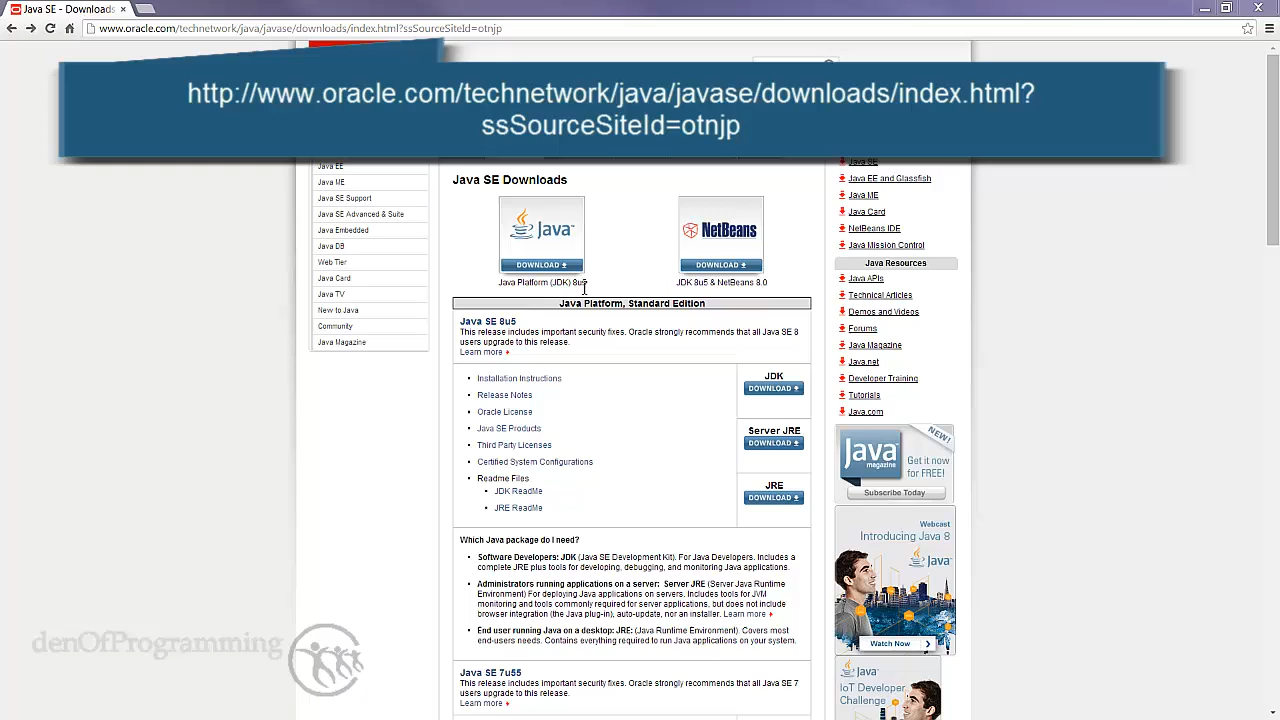 Java SE - Downloads
www.oracle.com/technetwork/java/javase/downloads/index.html?ssSourceSiteId=otnjp
http://www.oracle.com/technetwork/java/javase/downloads/index.html?
ssSourceSiteId=otnjp
Java EE
Java ME
Java SE Support
Java SE Advanced & Suite
Java Embedded
Java DB
Web Tier
Java Card
Java TV
New to Java
Community
Java Magazine
Java SE Downloads
Java™
DOWNLOAD
Java Platform (JDK) 8u5
NetBeans
DOWNLOAD
JDK 8u5 & NetBeans 8.0
Java Platform, Standard Edition
Java SE 8u5
This release includes important security fixes. Oracle strongly recommends that all Java SE 8
users upgrade to this release.
Learn more
Installation Instructions
Release Notes
Oracle License
Java SE Products
Third Party Licenses
Certified System Configurations
Readme Files
JDK ReadMe
JRE ReadMe
JDK
DOWNLOAD
Server JRE
DOWNLOAD
JRE
DOWNLOAD
Which Java package do I need?
Software Developers: JDK (Java SE Development Kit). For Java Developers. Includes a
complete JRE plus tools for developing, debugging, and monitoring Java applications.
Administrators running applications on a server: Server JRE (Server Java Runtime
Environment) For deploying Java applications on servers. Includes tools for JVM
monitoring and tools commonly required for server applications, but does not include
browser integration (the Java plug-in), auto-update, nor an installer. Learn more
End user running Java on a desktop: JRE: (Java Runtime Environment). Covers most
end-users needs. Contains everything required to run Java applications on your system.
Java SE 7u55
This release includes important security fixes. Oracle strongly recommends that all Java SE 7
users upgrade to this release.
Learn more
Java SE
Java EE and Glassfish
Java ME
Java Card
NetBeans IDE
Java Mission Control
Java Resources
Java APIs
Technical Articles
Demos and Videos
Forums
Java Magazine
Java.net
Developer Training
Tutorials
Java.com
NEW!
Java
magazine
Get it now
for FREE!
Subscribe Today
Webcast
Introducing Java 8
Java™
Watch Now
Java™
IoT Developer
Challenge
denOfProgramming